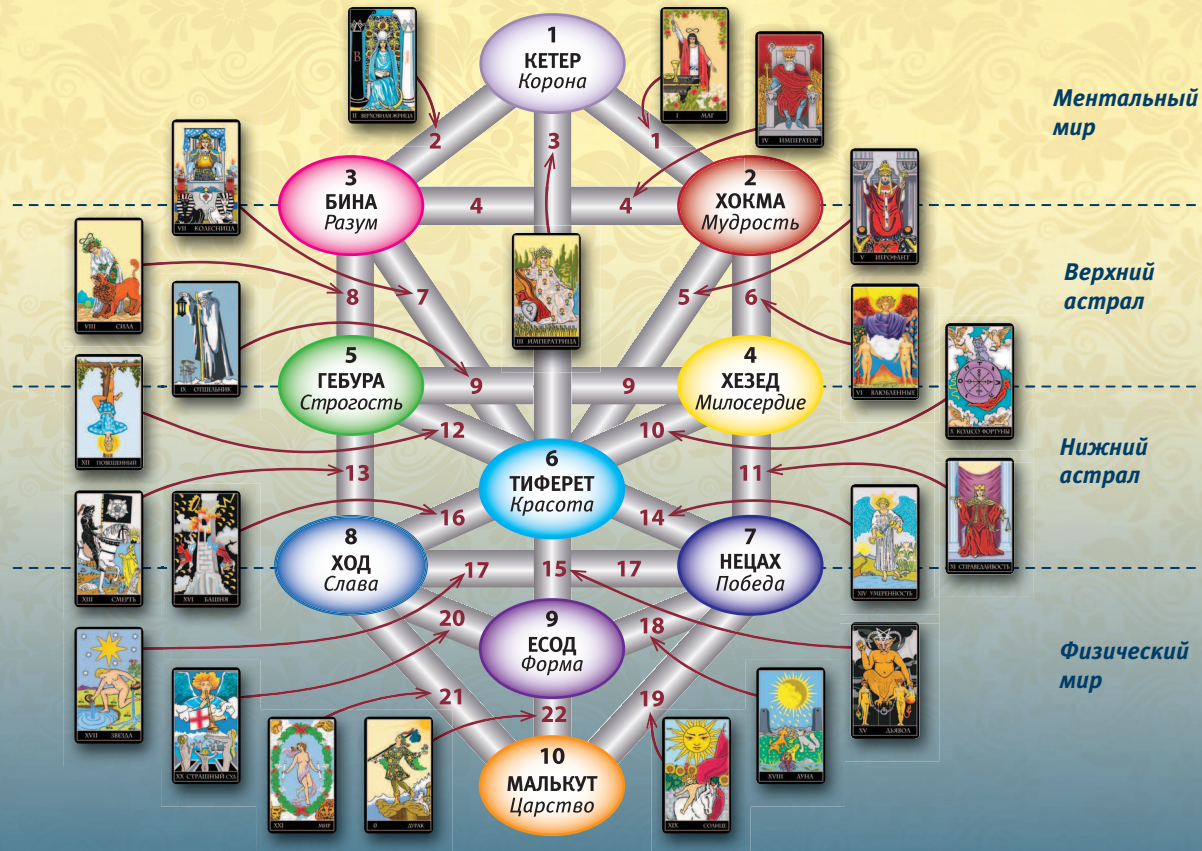 B J
II ВЕРХОВНАЯ ЖРИЦА
1
КЕТЕР
Корона
I МАГ
IV ИМПЕРАТОР
Ментальный
мир
2
3
1
VII КОЛЕСНИЦА
3
БИНА
Разум
4
4
2
ХОКМА
Мудрость
V ИЕРОФАНТ
Верхний
астрал
VIII СИЛА
8
7
III ИМПЕРАТРИЦА
5
6
IX ОТШЕЛЬНИК
VI ВЛЮБЛЕННЫЕ
5
ГЕБУРА
Строгость
9
9
4
ХЕЗЕД
Милосердие
X КОЛЕСО ФОРТУНЫ
Нижний
астрал
XII ПОВЕШЕННЫЙ
12
10
13
6
ТИФЕРЕТ
Красота
11
XIII СМЕРТЬ
XVI БАШНЯ
16
14
XIV УМЕРЕННОСТЬ
XI СПРАВЕДЛИВОСТЬ
8
ХОД
Слава
17
15
17
7
НЕЦАХ
Победа
XVII ЗВЕЗДА
20
9
ЕСОД
Форма
18
XV ДЬЯВОЛ
Физический
мир
XX СТРАШНЫЙ СУД
21
22
19
XVIII ЛУНА
XXI МИР
0 ДУРАК
10
МАЛЬКУТ
Царство
XIX СОЛНЦЕ